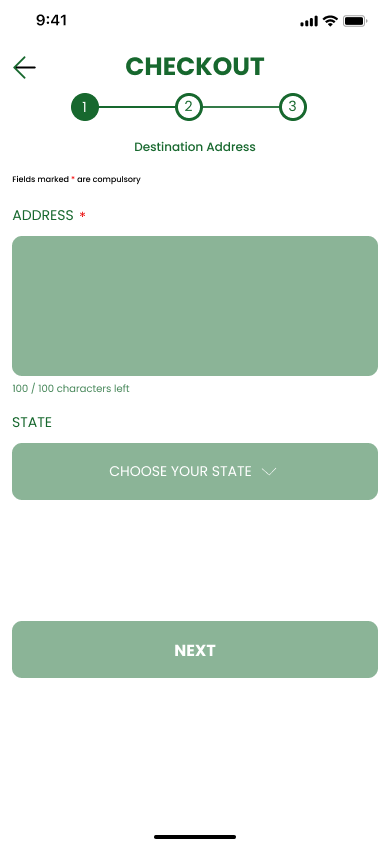 9:41
CHECKOUT
1 2 3
Destination Address
Fields marked * are compulsory
ADDRESS *
100 / 100 characters left
STATE
CHOOSE YOUR STATE
NEXT